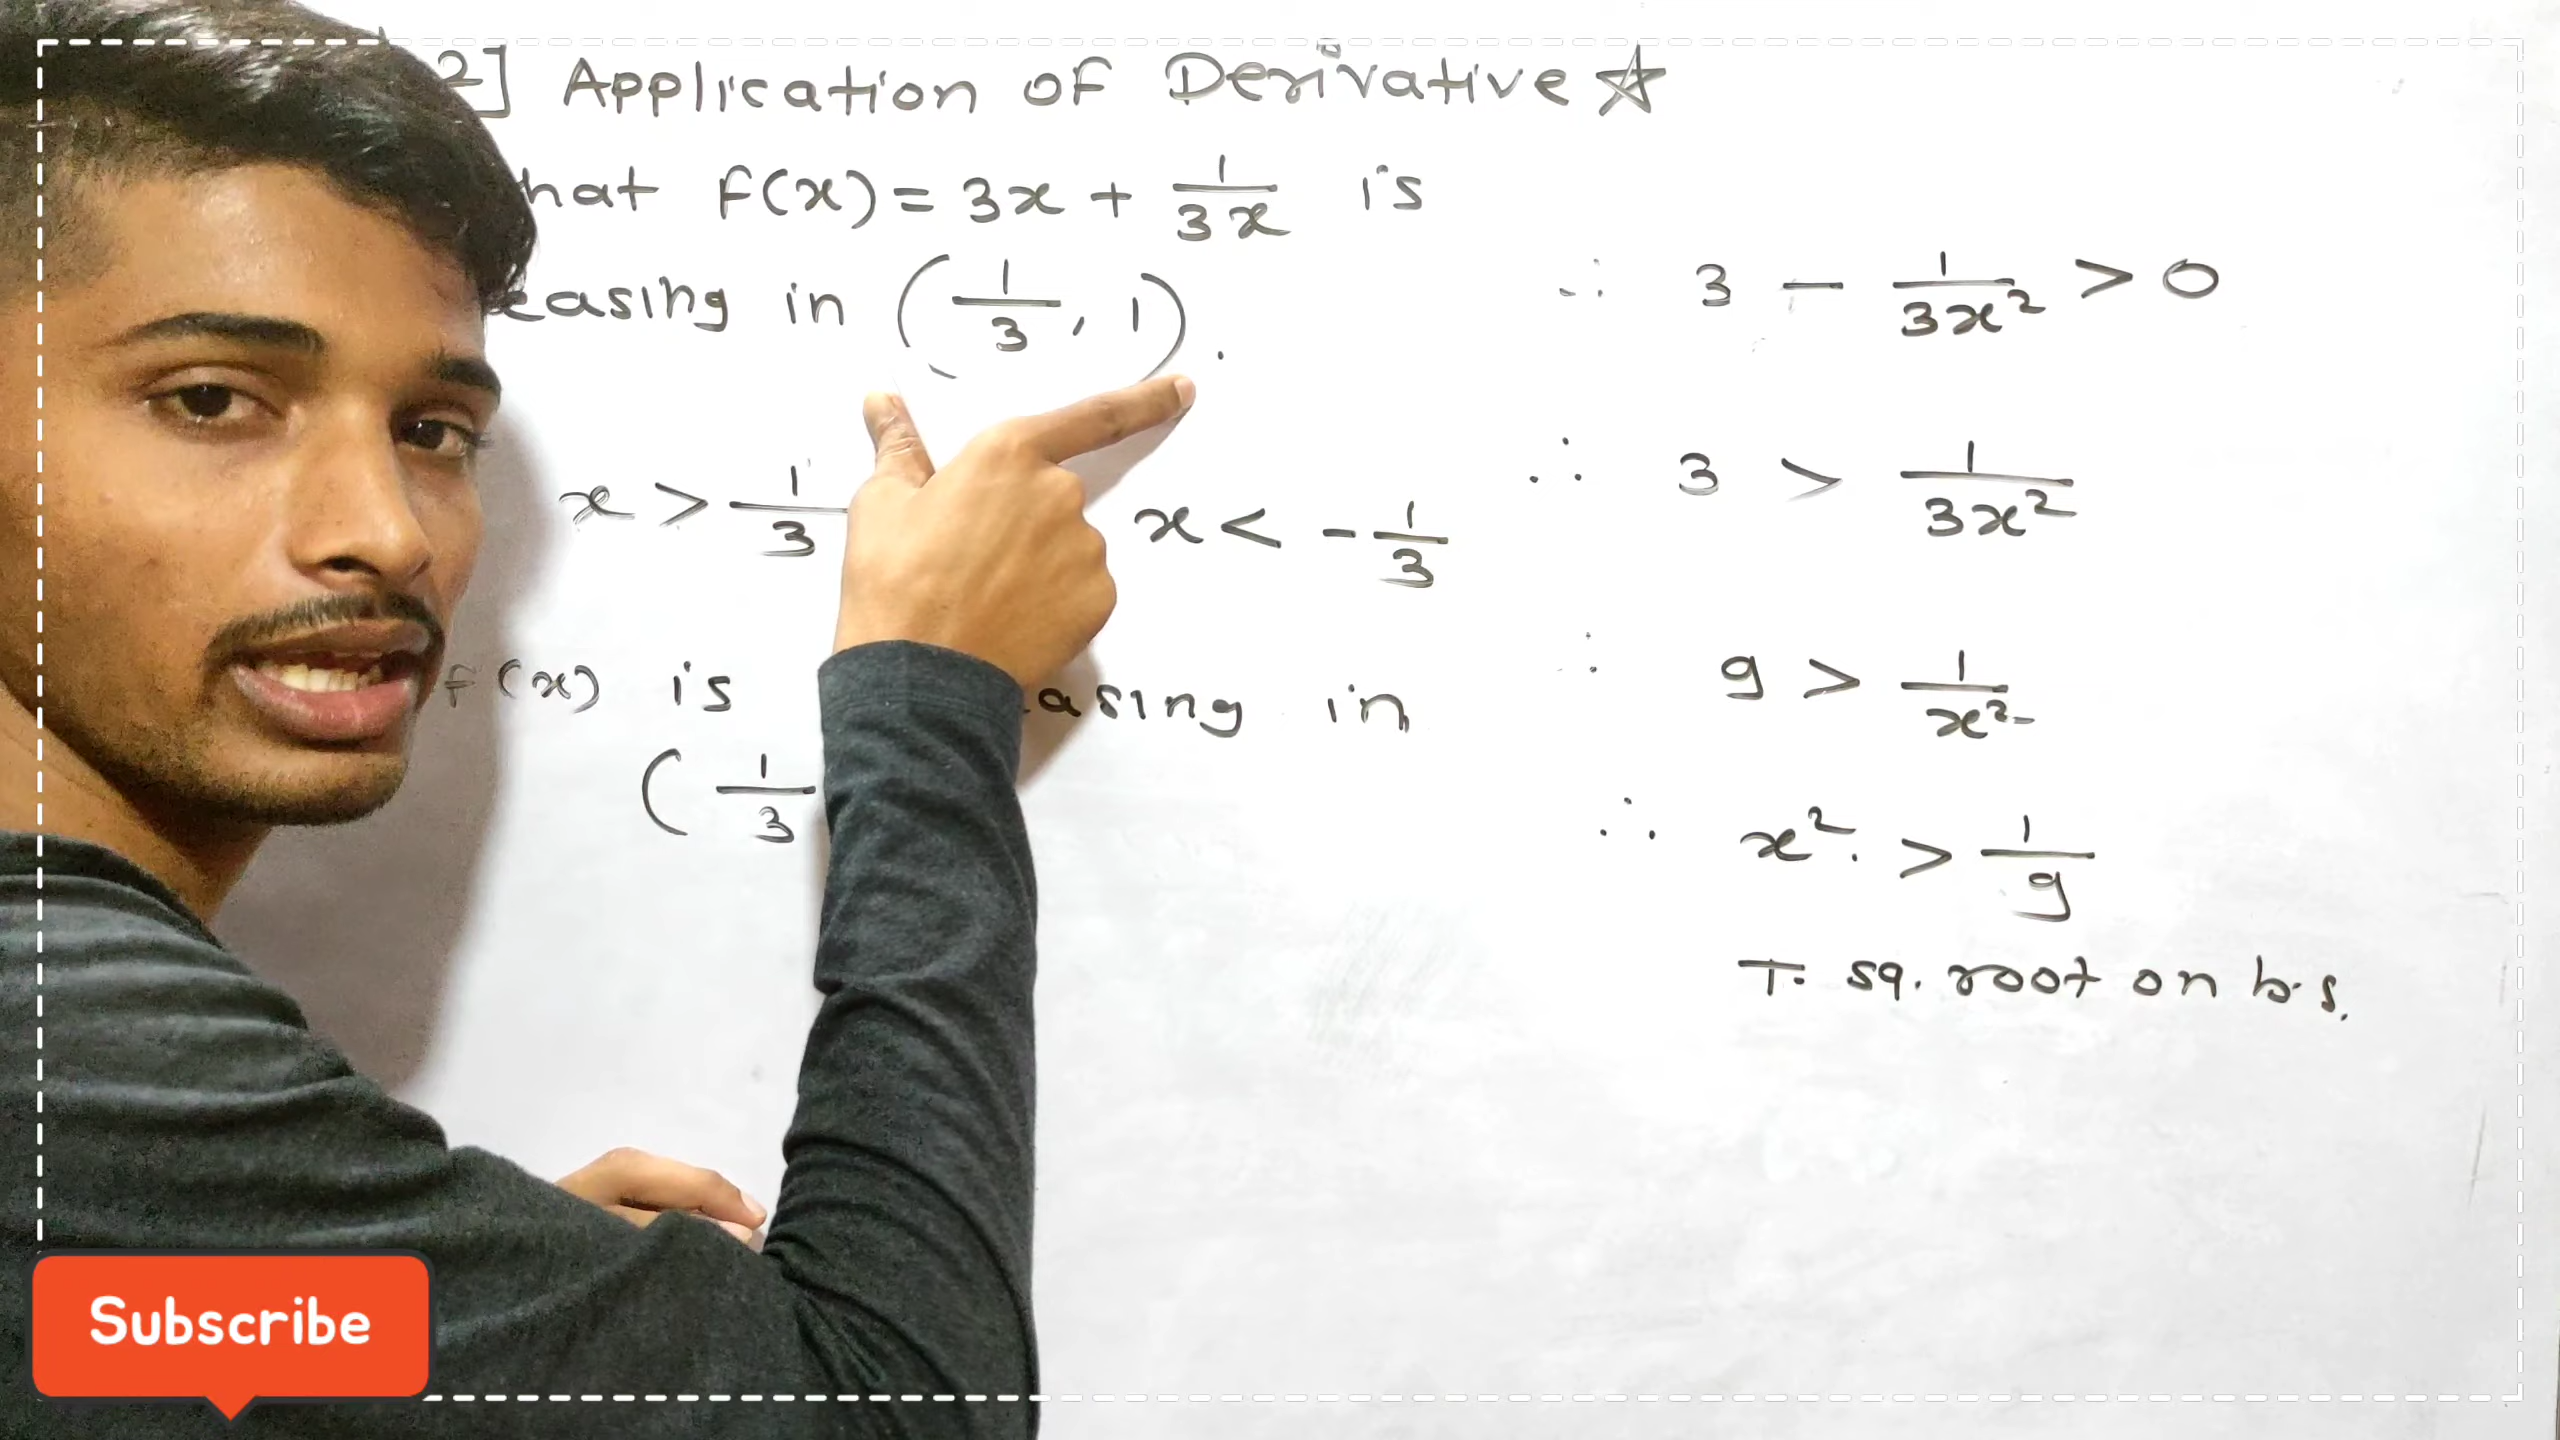 2] Application of Derivative ☆
hat f(x) = 3x + 1/3x is
easing in (1/3, 1).
x > 1/3 x < - 1/3
f(x) is asing in
(1/3
∴ 3 - 1/3x² > 0
∴ 3 > 1/3x²
∴ 9 > 1/x²
∴ x² > 1/9
T. sq. root on b.s.
Subscribe